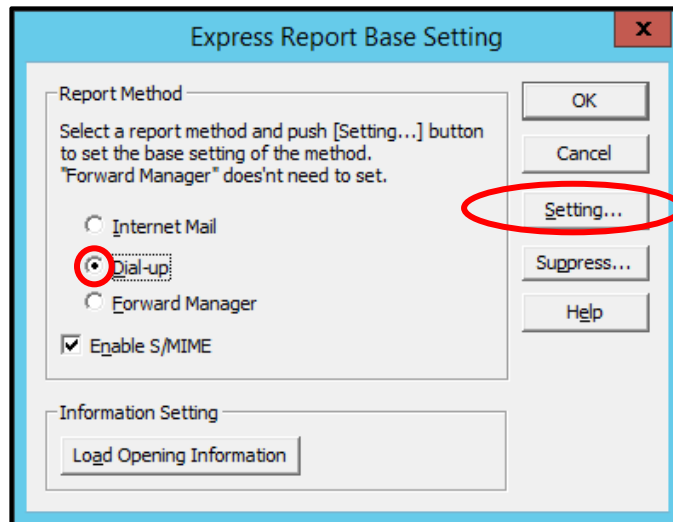 Express Report Base Setting
x
Report Method
Select a report method and push [Setting...] button
to set the base setting of the method.
"Forward Manager" does'nt need to set.
Internet Mail
Dial-up
Forward Manager
Enable S/MIME
OK
Cancel
Setting...
Suppress...
Help
Information Setting
Load Opening Information